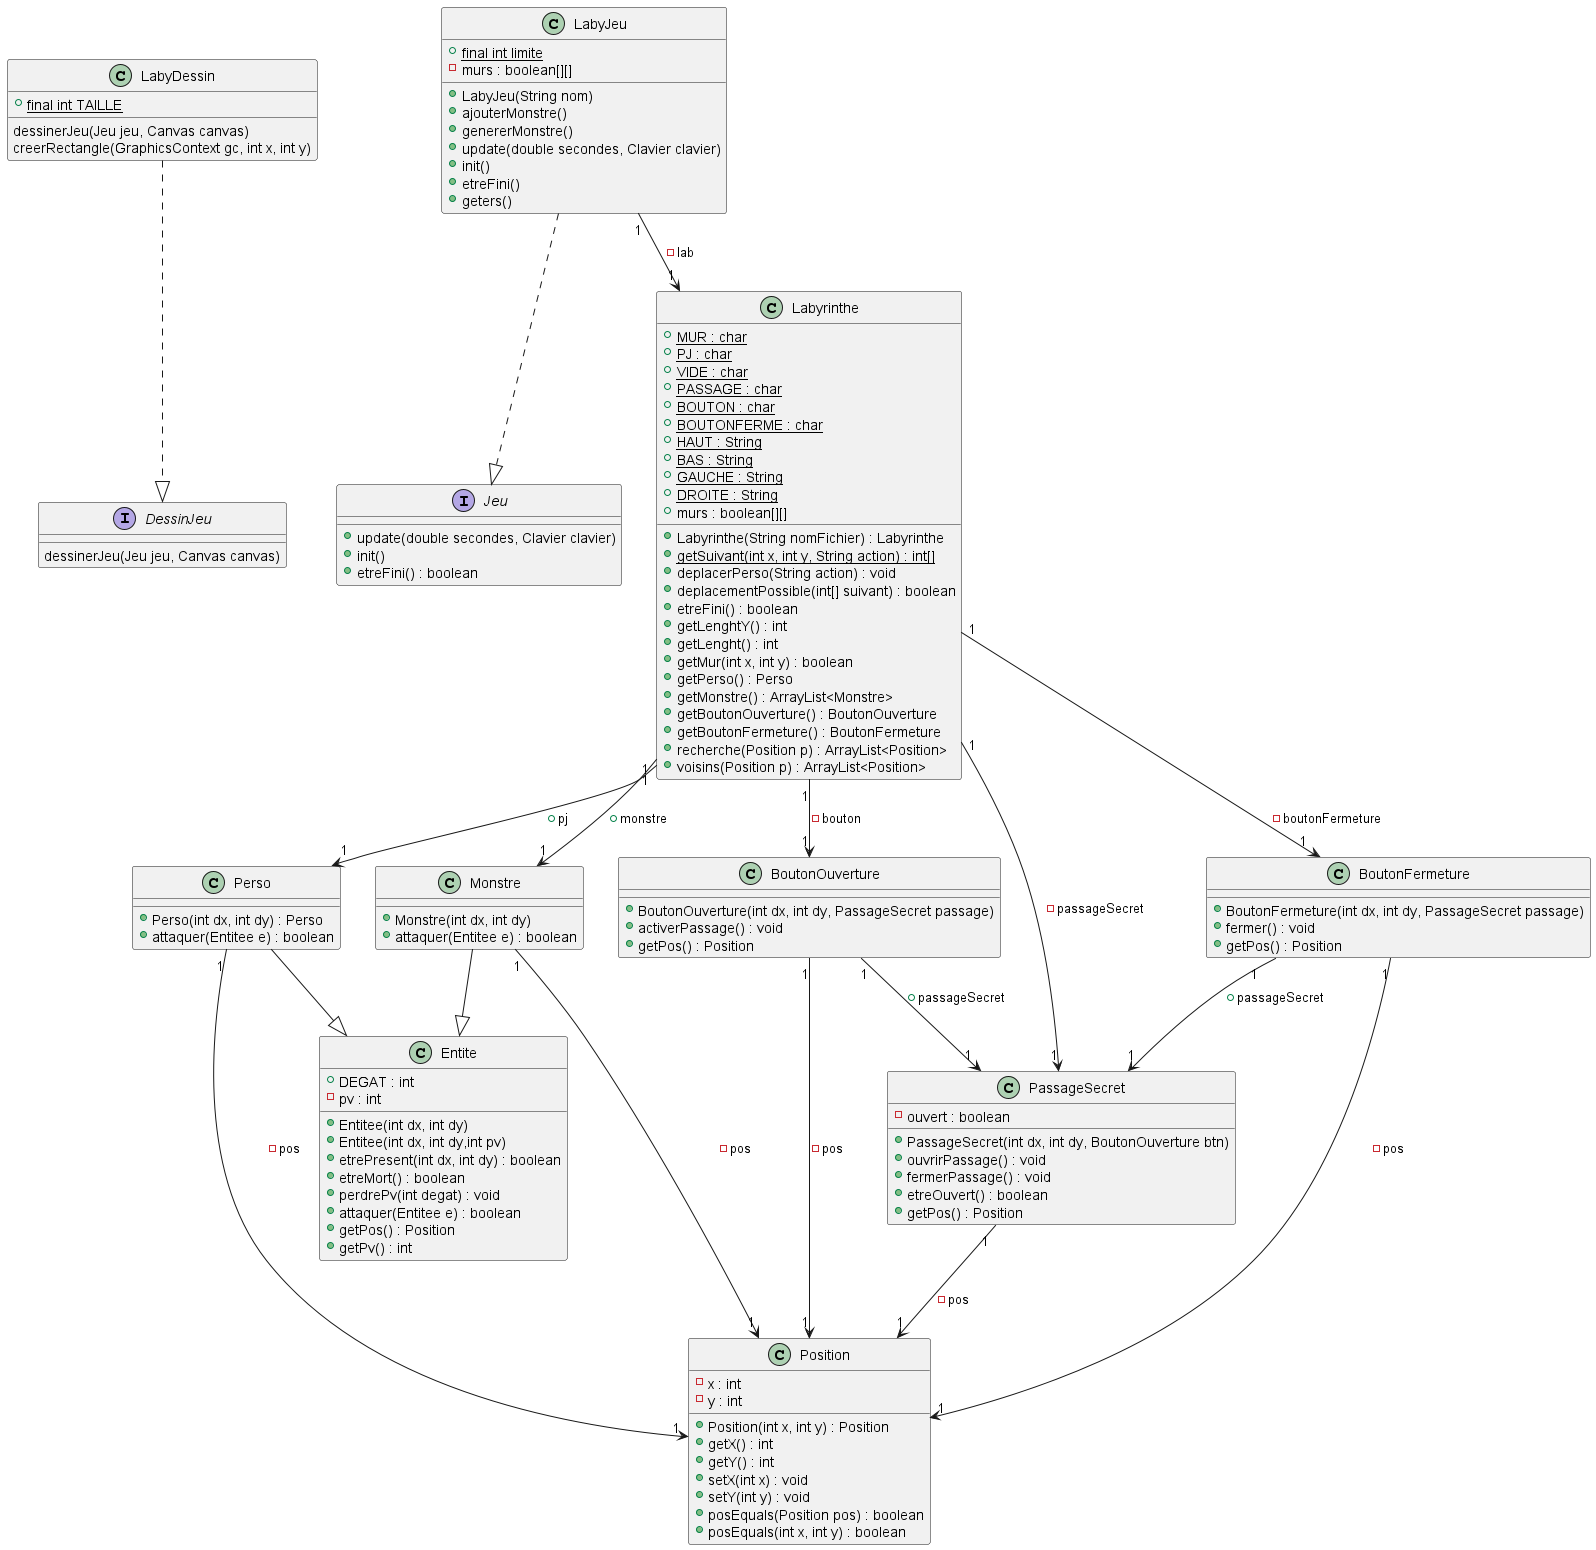 LabyJeu
final int limite
murs : boolean[][]
LabyJeu(String nom)
ajouterMonstre()
genererMonstre()
update(double secondes, Clavier clavier)
init()
etreFini()
geters()
LabyDessin
final int TAILLE
dessinerJeu(Jeu jeu, Canvas canvas)
creerRectangle(GraphicsContext gc, int x, int y)
1
lab
1
Labyrinthe
MUR : char
PJ : char
VIDE : char
PASSAGE : char
BOUTON : char
BOUTONFERME : char
HAUT : String
BAS : String
GAUCHE : String
DROITE : String
murs : boolean[][]
Labyrinthe(String nomFichier) : Labyrinthe
getSuivant(int x, int y, String action) : int[]
deplacerPerso(String action) : void
deplacementPossible(int[] suivant) : boolean
etreFini() : boolean
getLenghtY() : int
getLenght() : int
getMur(int x, int y) : boolean
getPerso() : Perso
getMonstre() : ArrayList<Monstre>
getBoutonOuverture() : BoutonOuverture
getBoutonFermeture() : BoutonFermeture
recherche(Position p) : ArrayList<Position>
voisins(Position p) : ArrayList<Position>
DessinJeu
dessinerJeu(Jeu jeu, Canvas canvas)
Jeu
update(double secondes, Clavier clavier)
init()
etreFini() : boolean
1
1
1
1
1
pj
monstre
bouton
boutonFermeture
1
1
1
1
Perso
Perso(int dx, int dy) : Perso
attaquer(Entitee e) : boolean
Monstre
Monstre(int dx, int dy)
attaquer(Entitee e) : boolean
BoutonOuverture
BoutonOuverture(int dx, int dy, PassageSecret passage)
activerPassage() : void
getPos() : Position
passageSecret
BoutonFermeture
BoutonFermeture(int dx, int dy, PassageSecret passage)
fermer() : void
getPos() : Position
1
1
1
1
1
1
passageSecret
passageSecret
1
1
1
Entite
DEGAT : int
pv : int
Entitee(int dx, int dy)
Entitee(int dx, int dy,int pv)
etrePresent(int dx, int dy) : boolean
etreMort() : boolean
perdrePv(int degat) : void
attaquer(Entitee e) : boolean
getPos() : Position
getPv() : int
PassageSecret
ouvert : boolean
PassageSecret(int dx, int dy, BoutonOuverture btn)
ouvrirPassage() : void
fermerPassage() : void
etreOuvert() : boolean
getPos() : Position
pos
pos
pos
pos
1
pos
1
1
1
Position
x : int
y : int
Position(int x, int y) : Position
getX() : int
getY() : int
setX(int x) : void
setY(int y) : void
posEquals(Position pos) : boolean
posEquals(int x, int y) : boolean
1
1